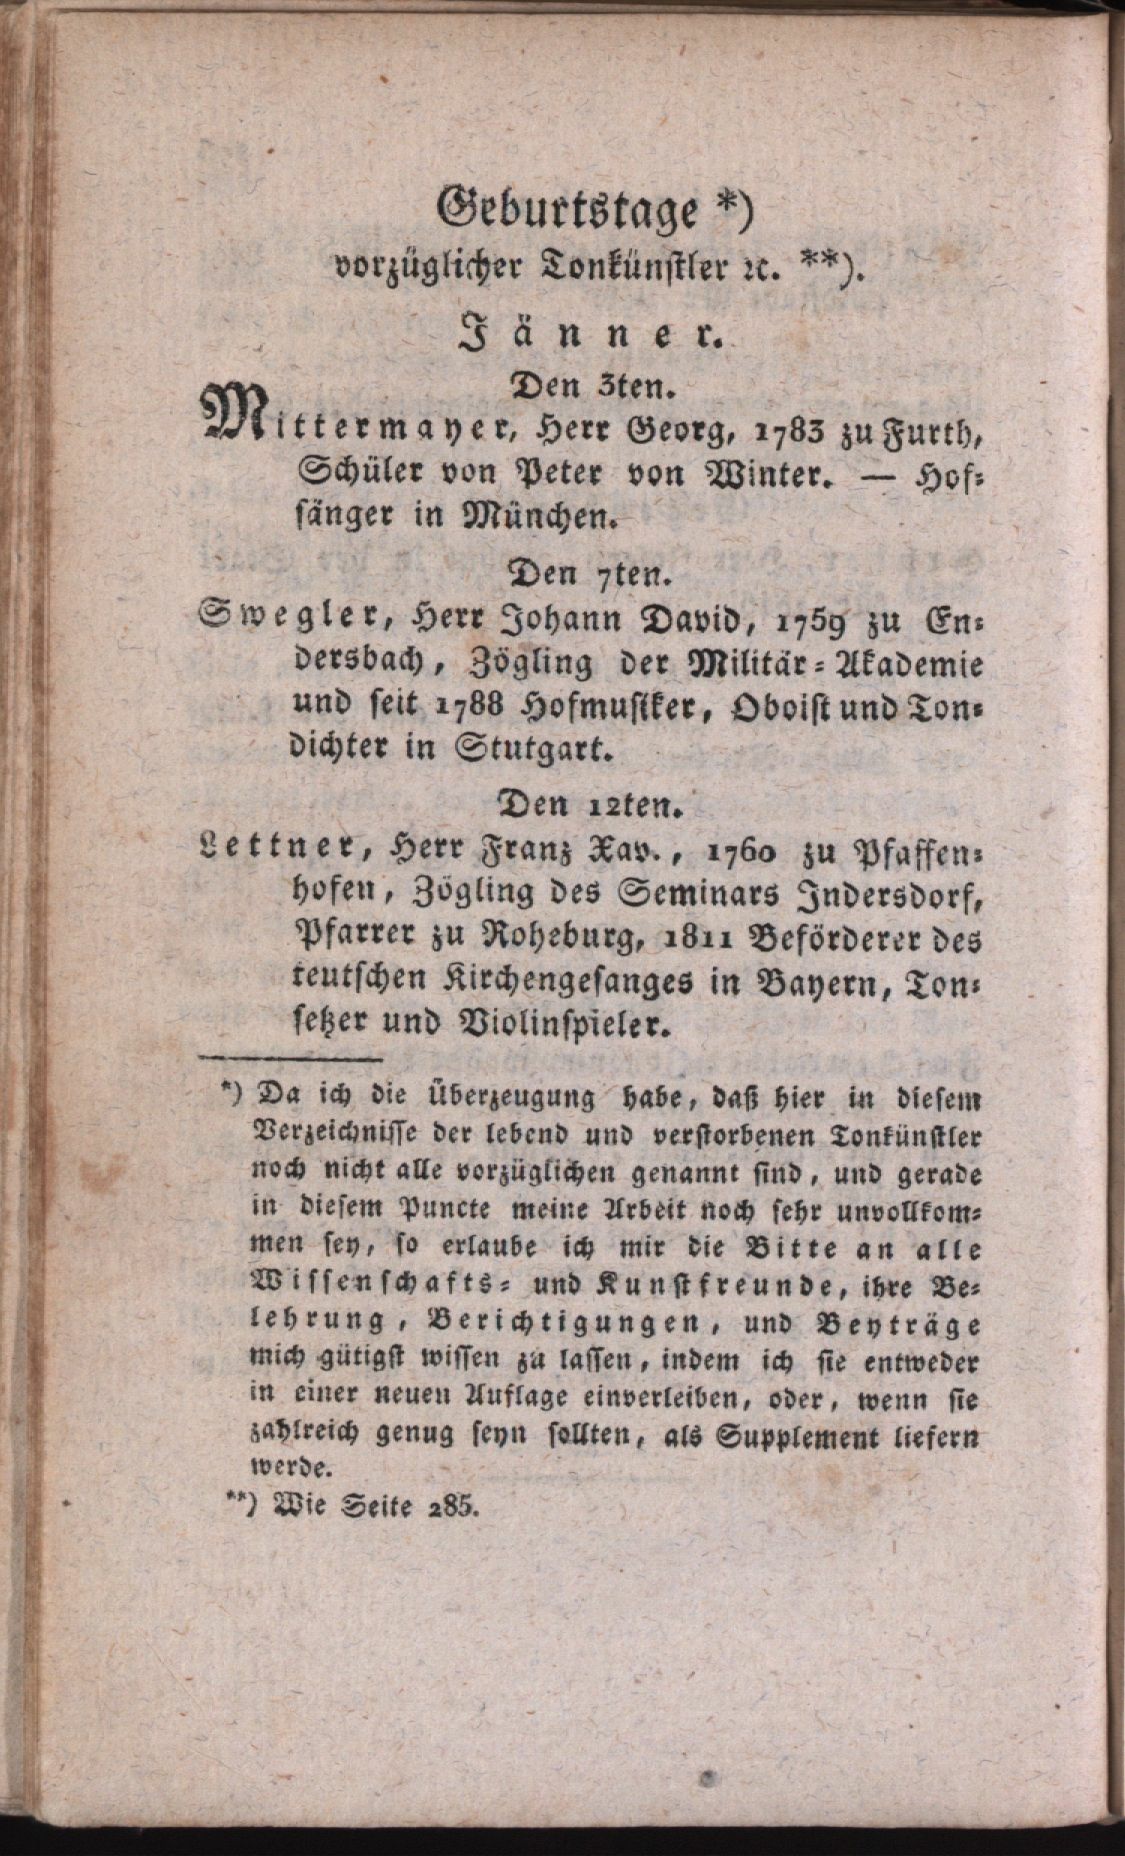 Geburtstage *)
vorzüglicher Tonkünstler ꝛc. **).
Jänner.
Den 3ten.
Mittermayer, Herr Georg, 1783 zu Furth,
Schüler von Peter von Winter. — Hof-
sänger in München.
Den 7ten.
Swegler, Herr Johann David, 1759 zu En-
dersbach, Zögling der Militär-Akademie
und seit 1788 Hofmusiker, Oboist und Ton-
dichter in Stutgart.
Den 12ten.
Lettner, Herr Franz Xav., 1760 zu Pfaffen-
hofen, Zögling des Seminars Indersdorf,
Pfarrer zu Roheburg, 1811 Beförderer des
teutschen Kirchengesanges in Bayern, Ton-
setzer und Violinspieler.
*) Da ich die Überzeugung habe, daß hier in diesem
Verzeichnisse der lebend und verstorbenen Tonkünstler
noch nicht alle vorzüglichen genannt sind, und gerade
in diesem Puncte meine Arbeit noch sehr unvollkom-
men sey, so erlaube ich mir die Bitte an alle
Wissenschafts- und Kunstfreunde, ihre Be-
lehrung, Berichtigungen, und Beyträge
mich gütigst wissen zu lassen, indem ich sie entweder
in einer neuen Auflage einverleiben, oder, wenn sie
zahlreich genug seyn sollten, als Supplement liefern
werde.
**) Wie Seite 285.